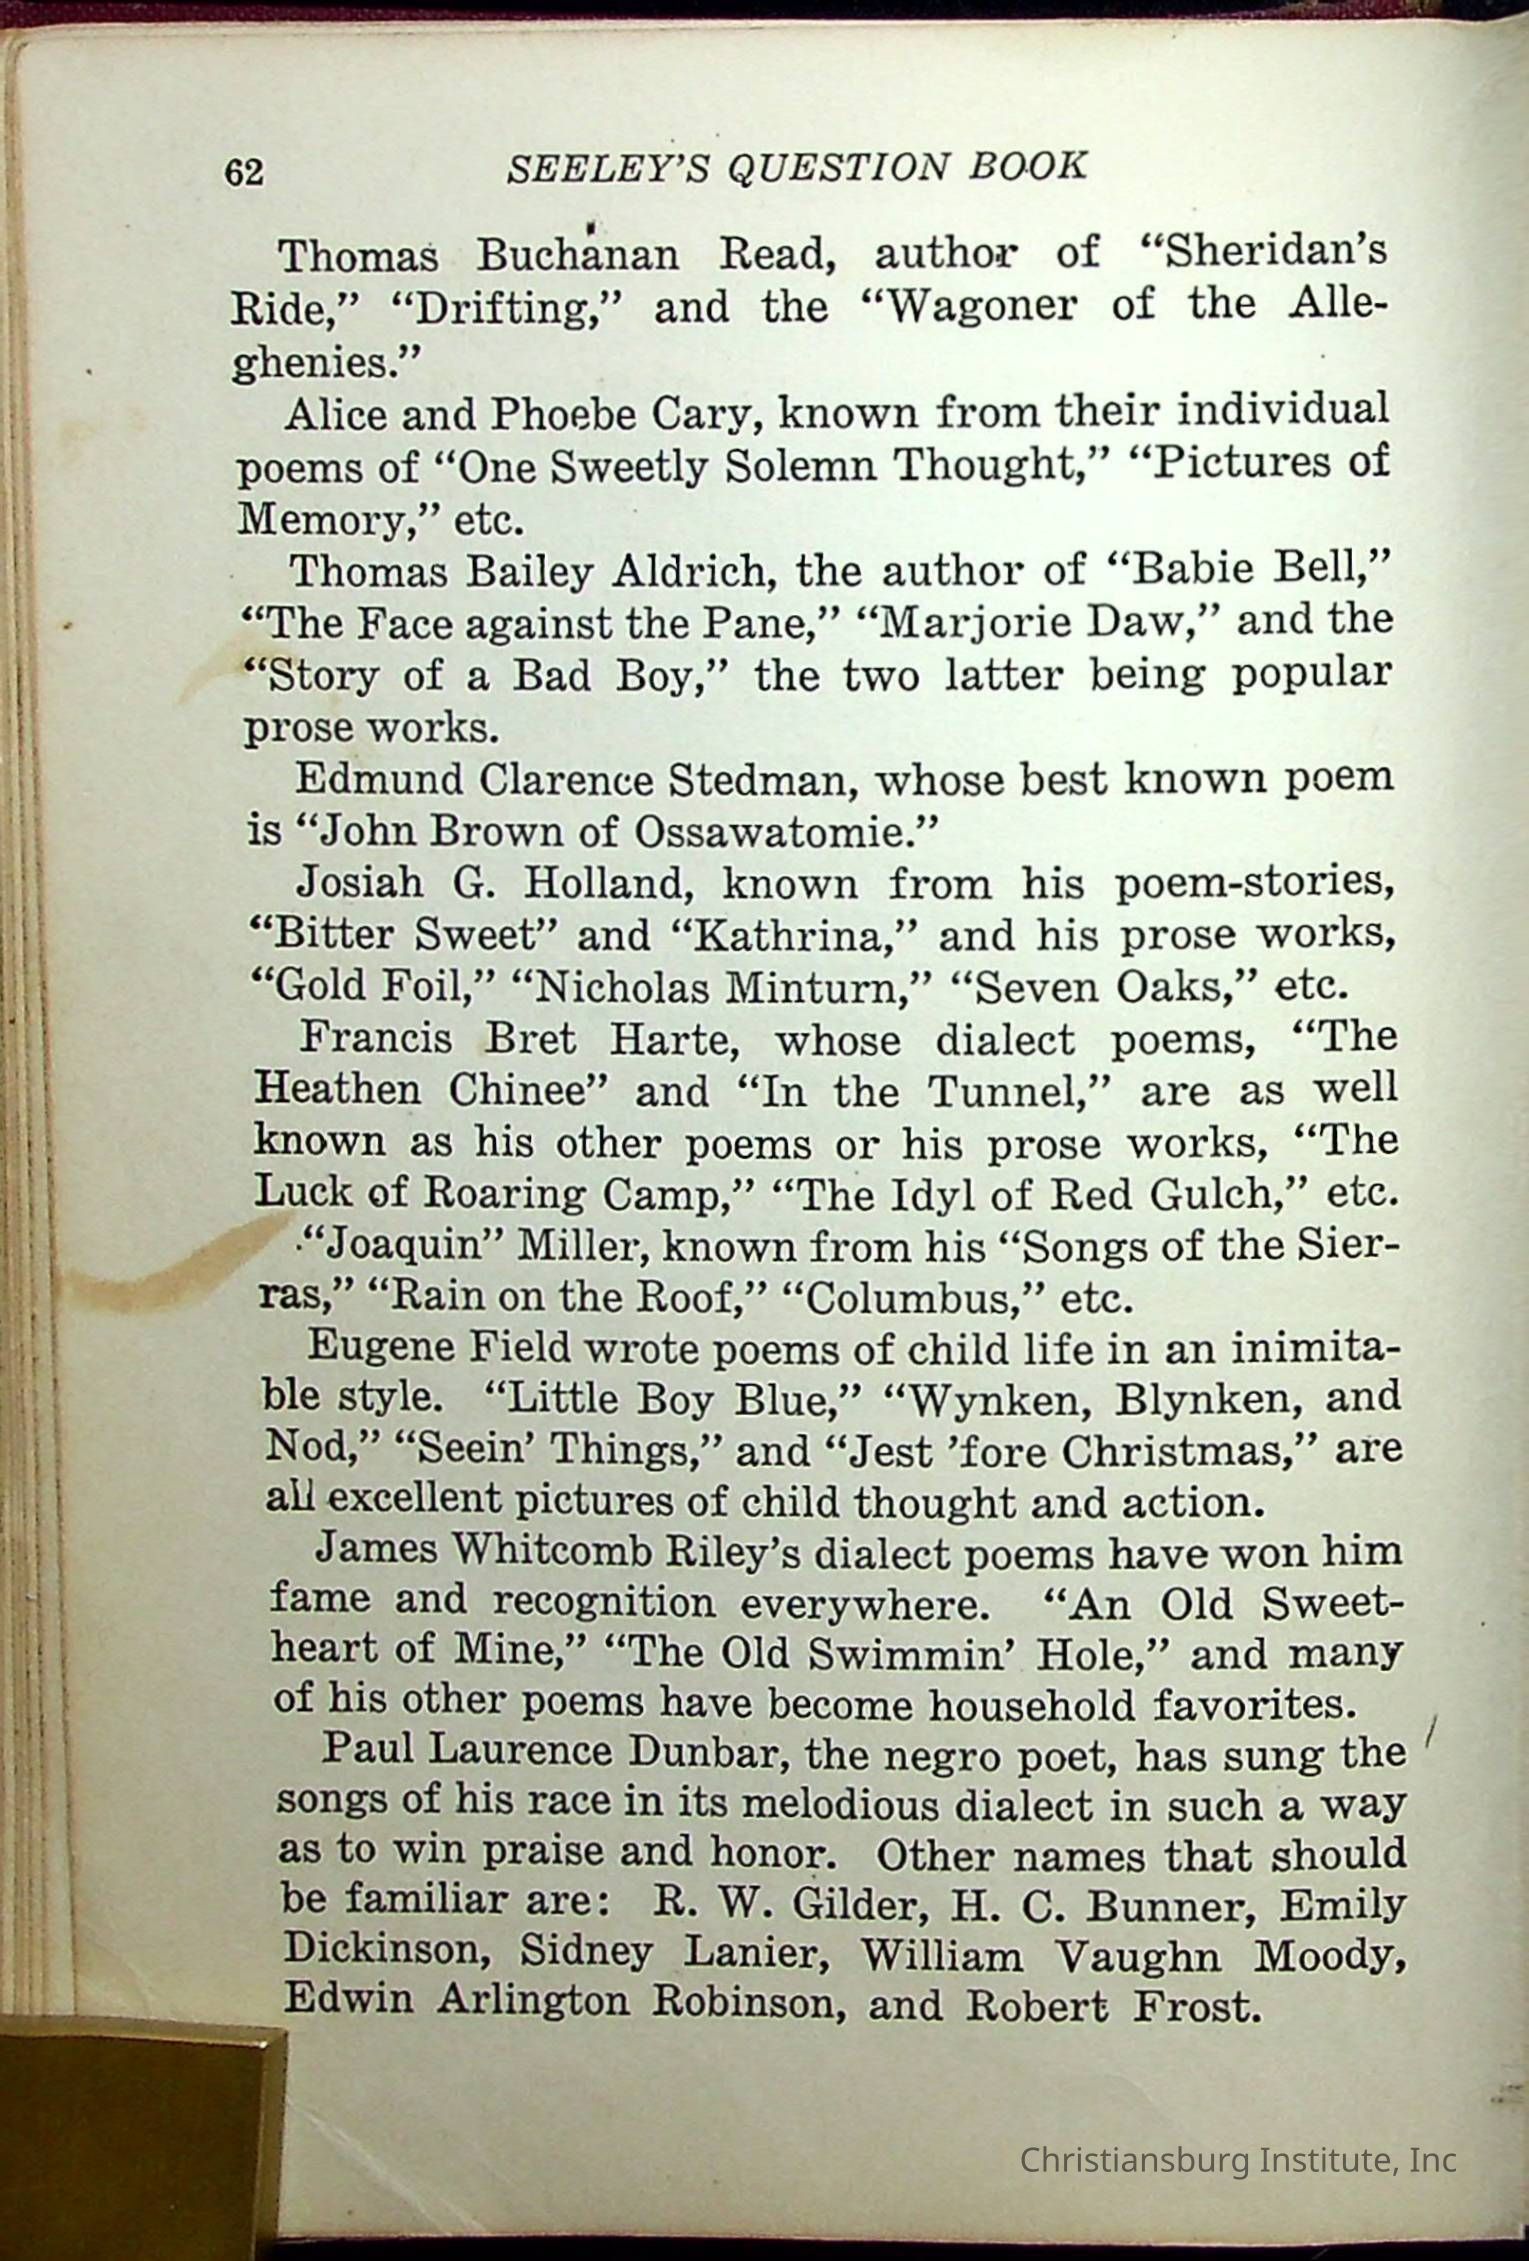 62 SEELEY'S QUESTION BOOK
Thomas Buchanan Read, author of “Sheridan’s
Ride,” “Drifting,” and the “Wagoner of the Alle-
ghenies.”
Alice and Phoebe Cary, known from their individual
poems of “One Sweetly Solemn Thought,” “Pictures of
Memory,” etc.
Thomas Bailey Aldrich, the author of “Babie Bell,”
“The Face against the Pane,” “Marjorie Daw,” and the
“Story of a Bad Boy,” the two latter being popular
prose works.
Edmund Clarence Stedman, whose best known poem
is “John Brown of Ossawatomie.”
Josiah G. Holland, known from his poem-stories,
“Bitter Sweet” and “Kathrina,” and his prose works,
“Gold Foil,” “Nicholas Minturn,” “Seven Oaks,” etc.
Francis Bret Harte, whose dialect poems, “The
Heathen Chinee” and “In the Tunnel,” are as well
known as his other poems or his prose works, “The
Luck of Roaring Camp,” “The Idyl of Red Gulch,” etc.
“Joaquin” Miller, known from his “Songs of the Sier-
ras,” “Rain on the Roof,” “Columbus,” etc.
Eugene Field wrote poems of child life in an inimita-
ble style. “Little Boy Blue,” “Wynken, Blynken, and
Nod,” “Seein’ Things,” and “Jest ’fore Christmas,” are
all excellent pictures of child thought and action.
James Whitcomb Riley’s dialect poems have won him
fame and recognition everywhere. “An Old Sweet-
heart of Mine,” “The Old Swimmin’ Hole,” and many
of his other poems have become household favorites.
Paul Laurence Dunbar, the negro poet, has sung the
songs of his race in its melodious dialect in such a way
as to win praise and honor. Other names that should
be familiar are: R. W. Gilder, H. C. Bunner, Emily
Dickinson, Sidney Lanier, William Vaughn Moody,
Edwin Arlington Robinson, and Robert Frost.
Christiansburg Institute, Inc